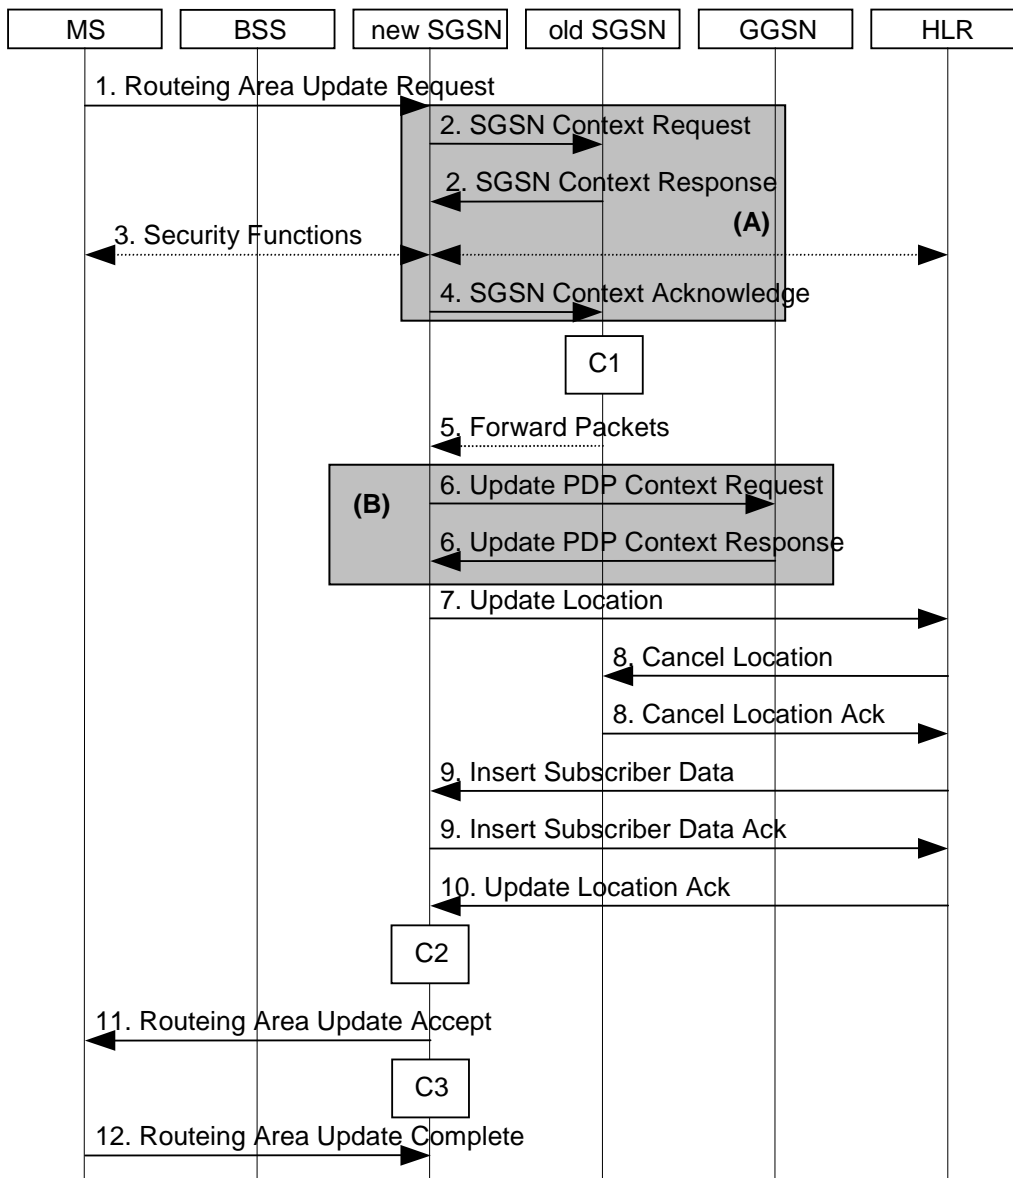 MS BSS new SGSN old SGSN GGSN HLR
1. Routeing Area Update Request
2. SGSN Context Request
2. SGSN Context Response
(A)
3. Security Functions
4. SGSN Context Acknowledge
C1
5. Forward Packets
6. Update PDP Context Request
(B)
6. Update PDP Context Response
7. Update Location
8. Cancel Location
8. Cancel Location Ack
9. Insert Subscriber Data
9. Insert Subscriber Data Ack
10. Update Location Ack
C2
11. Routeing Area Update Accept
C3
12. Routeing Area Update Complete